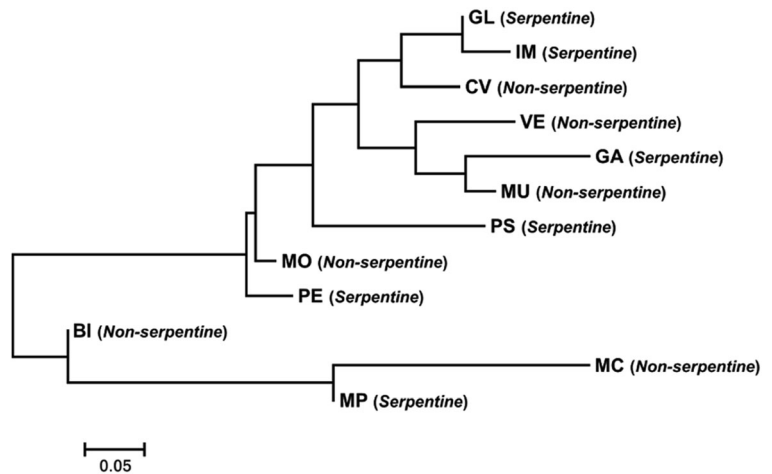 GL (Serpentine)
IM (Serpentine)
CV (Non-serpentine)
VE (Non-serpentine)
GA (Serpentine)
MU (Non-serpentine)
PS (Serpentine)
MO (Non-serpentine)
PE (Serpentine)
BI (Non-serpentine)
MC (Non-serpentine)
MP (Serpentine)
0.05